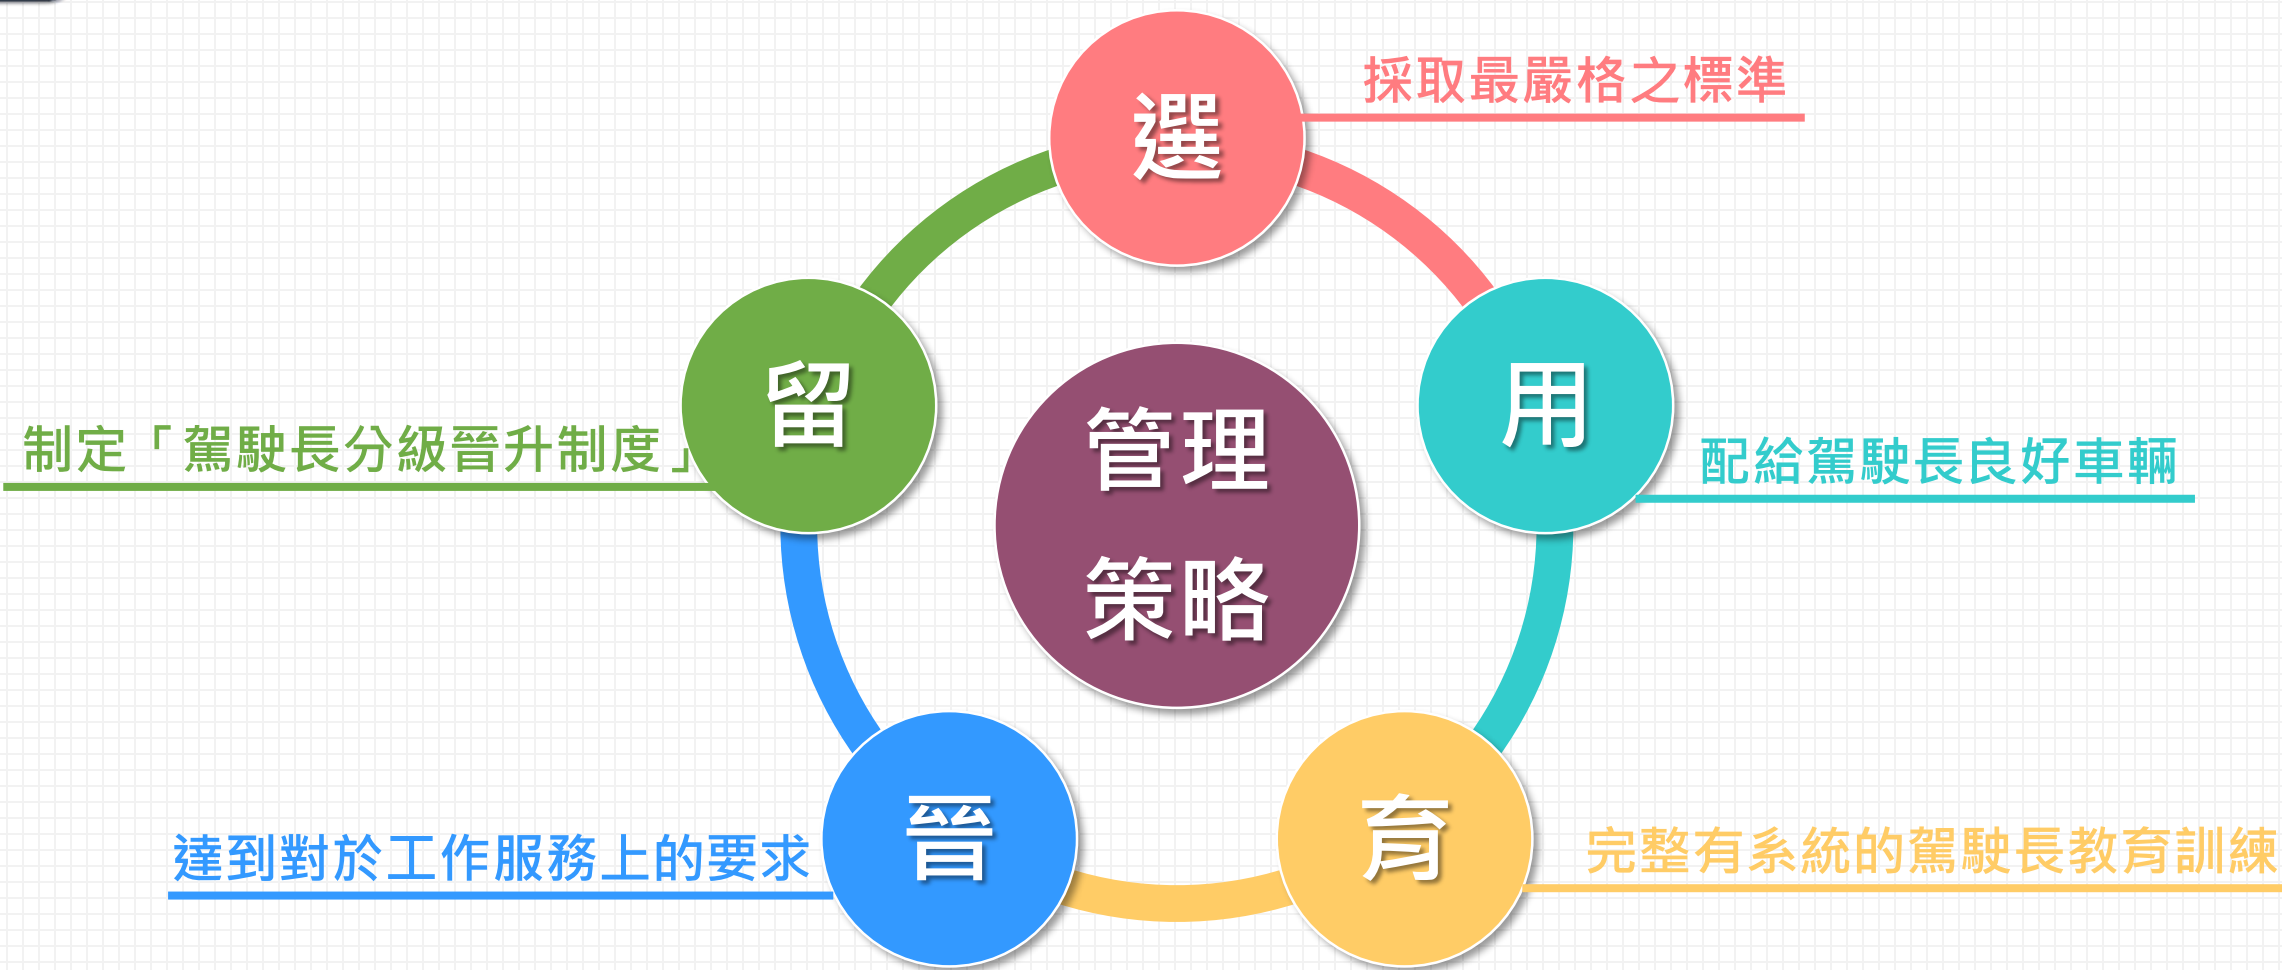 選
採取最嚴格之標準
用
配給駕駛長良好車輛
育
完整有系統的駕駛長教育訓練
晉
達到對於工作服務上的要求
留
制定「駕駛長分級晉升制度」
管理
策略